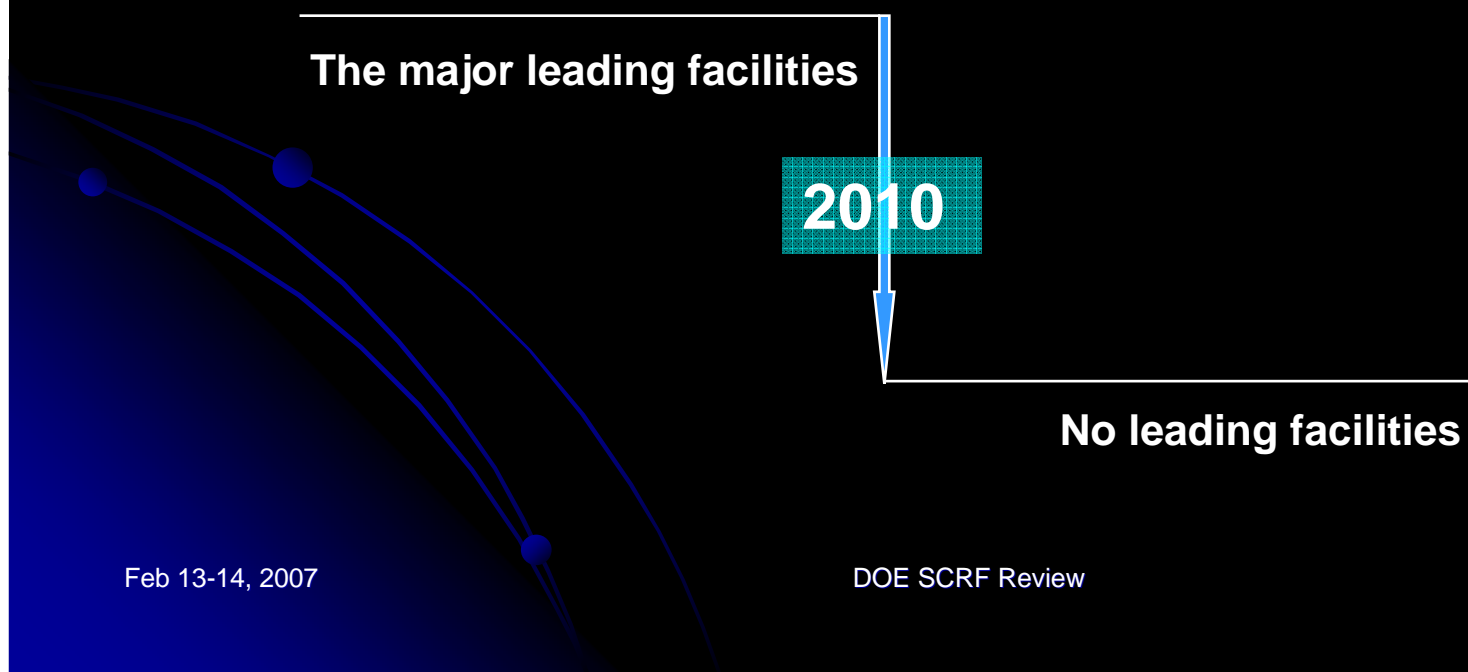 The major leading facilities
2010
No leading facilities
Feb 13-14, 2007
DOE SCRF Review